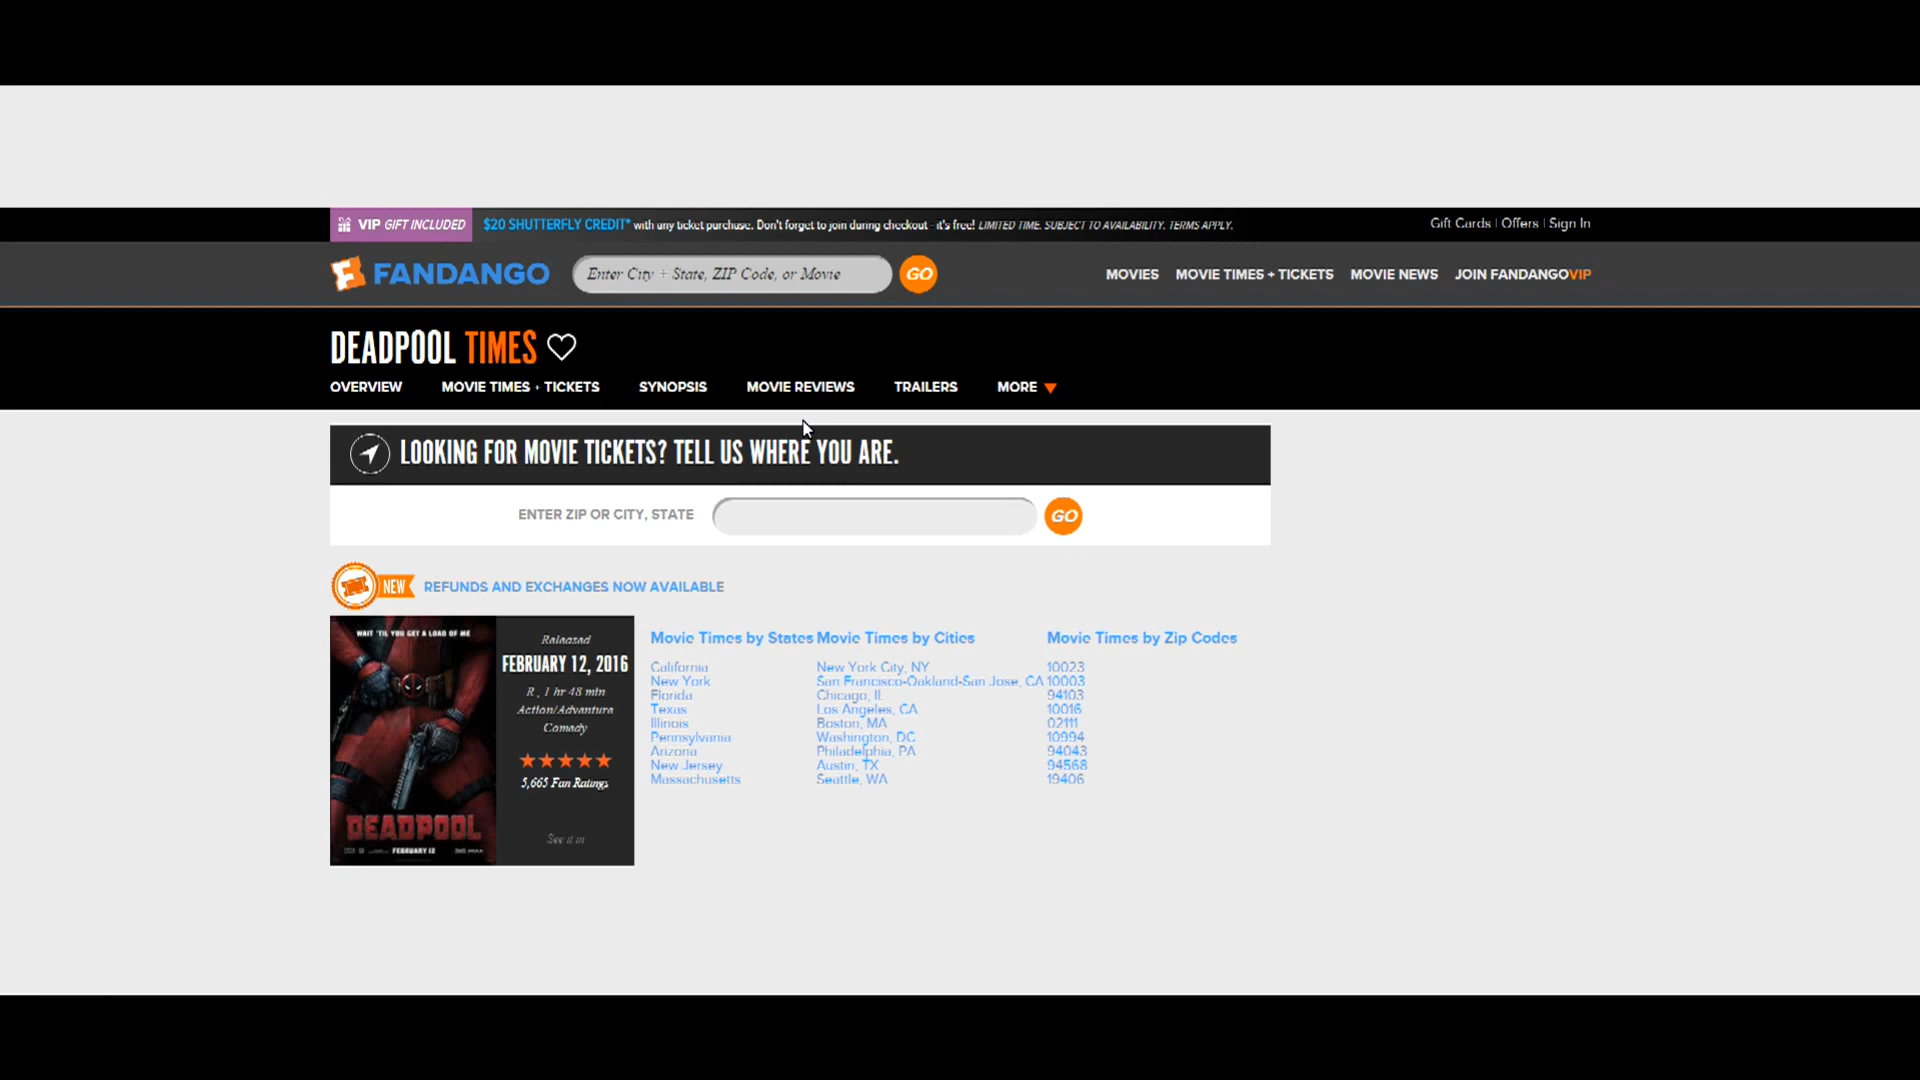 VIP GIFT INCLUDED $20 SHUTTERFLY CREDIT* with any ticket purchase. Don't forget to join during checkout - it's free! LIMITED TIME. SUBJECT TO AVAILABILITY. TERMS APPLY. Gift Cards | Offers | Sign In
FANDANGO Enter City + State, ZIP Code, or Movie GO MOVIES MOVIE TIMES + TICKETS MOVIE NEWS JOIN FANDANGOVIP
DEADPOOL TIMES
OVERVIEW MOVIE TIMES + TICKETS SYNOPSIS MOVIE REVIEWS TRAILERS MORE
LOOKING FOR MOVIE TICKETS? TELL US WHERE YOU ARE.
ENTER ZIP OR CITY, STATE GO
NEW REFUNDS AND EXCHANGES NOW AVAILABLE
WAIT 'TIL YOU GET A LOAD OF ME
DEADPOOL
FEBRUARY 12
Released
FEBRUARY 12, 2016
R , 1 hr 48 min
Action/Adventure
Comedy
5,665 Fan Ratings
See it in
Movie Times by States
California
New York
Florida
Texas
Illinois
Pennsylvania
Arizona
New Jersey
Massachusetts
Movie Times by Cities
New York City, NY
San Francisco-Oakland-San Jose, CA
Chicago, IL
Los Angeles, CA
Boston, MA
Washington, DC
Philadelphia, PA
Austin, TX
Seattle, WA
Movie Times by Zip Codes
10023
10003
94103
10016
02111
10994
94043
94568
19406